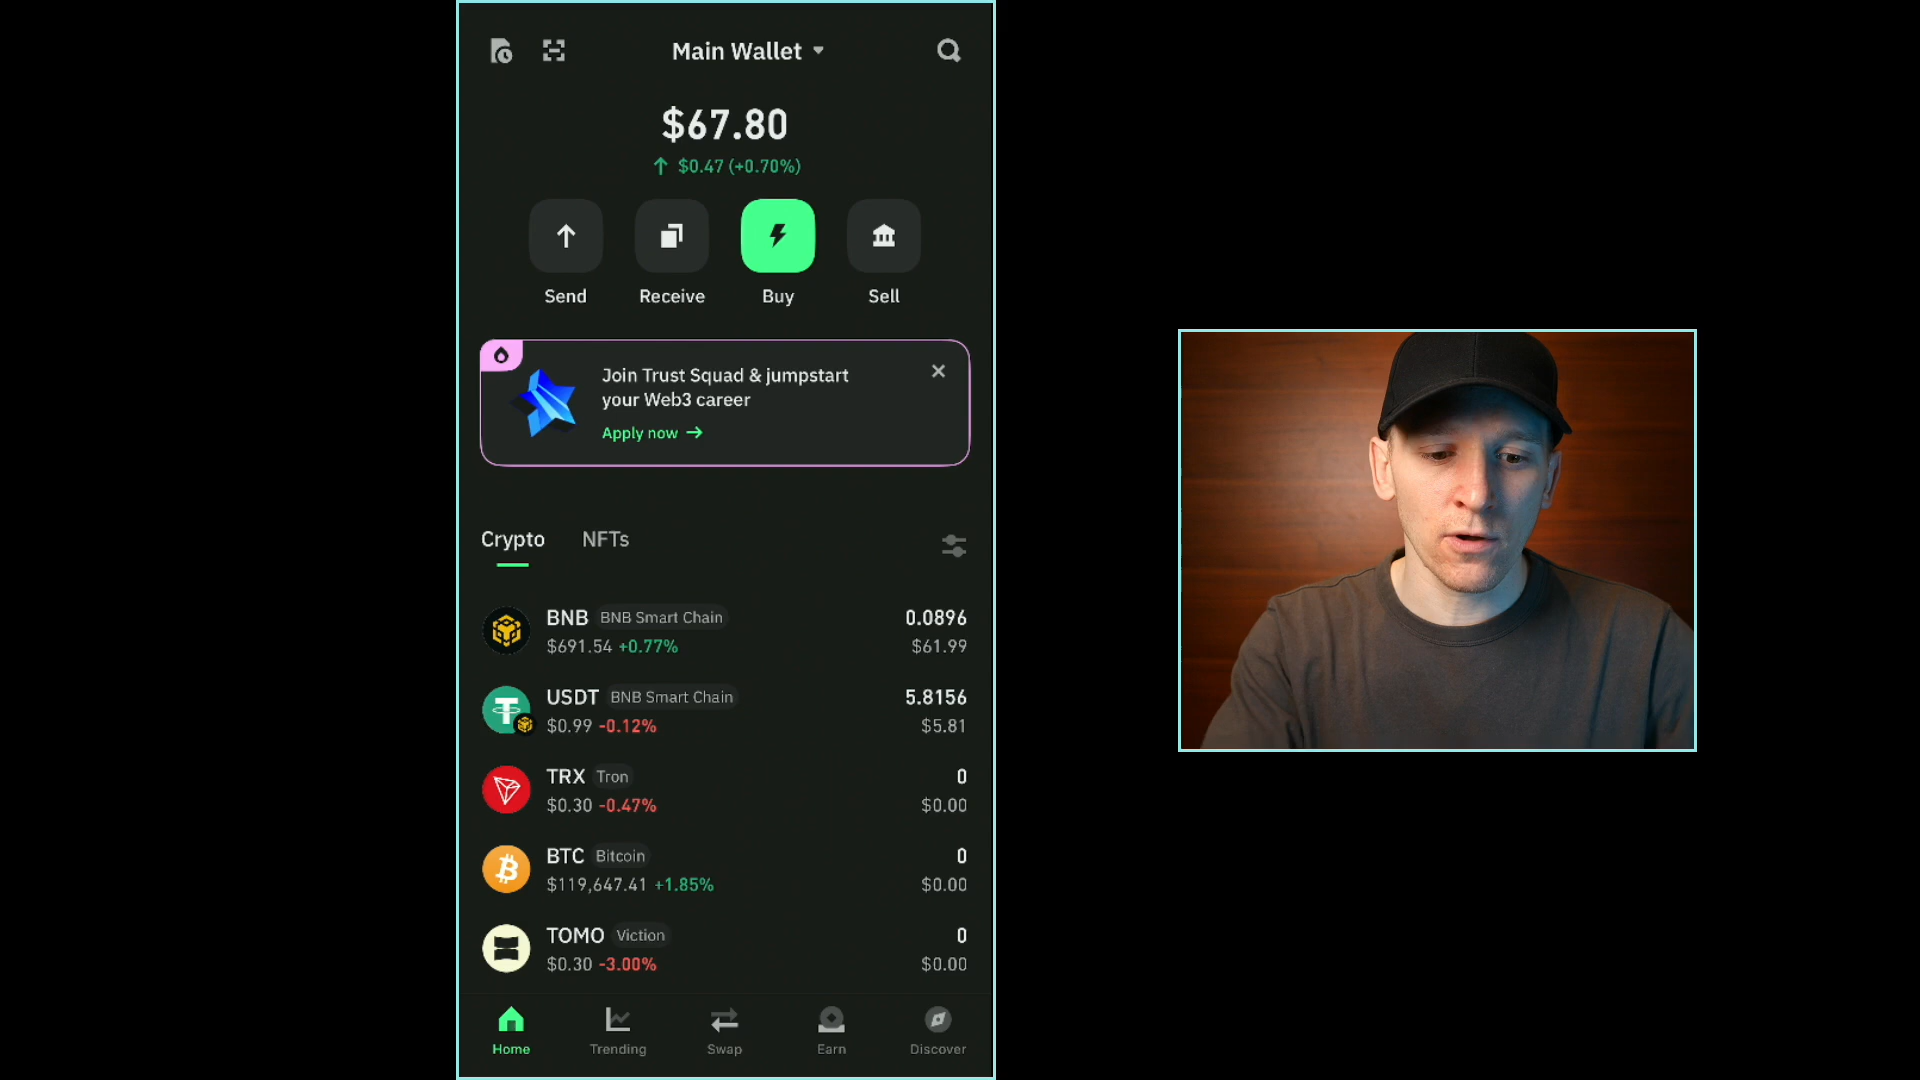 Main Wallet
$67.80
$0.47 (+0.70%)
Send
Receive
Buy
Sell
Join Trust Squad & jumpstart
your Web3 career
Apply now
Crypto
NFTs
BNB BNB Smart Chain 0.0896
$691.54 +0.77% $61.99
USDT BNB Smart Chain 5.8156
$0.99 -0.12% $5.81
TRX Tron 0
$0.30 -0.47% $0.00
BTC Bitcoin 0
$119,647.41 +1.85% $0.00
TOMO Viction 0
$0.30 -3.00% $0.00
Home
Trending
Swap
Earn
Discover